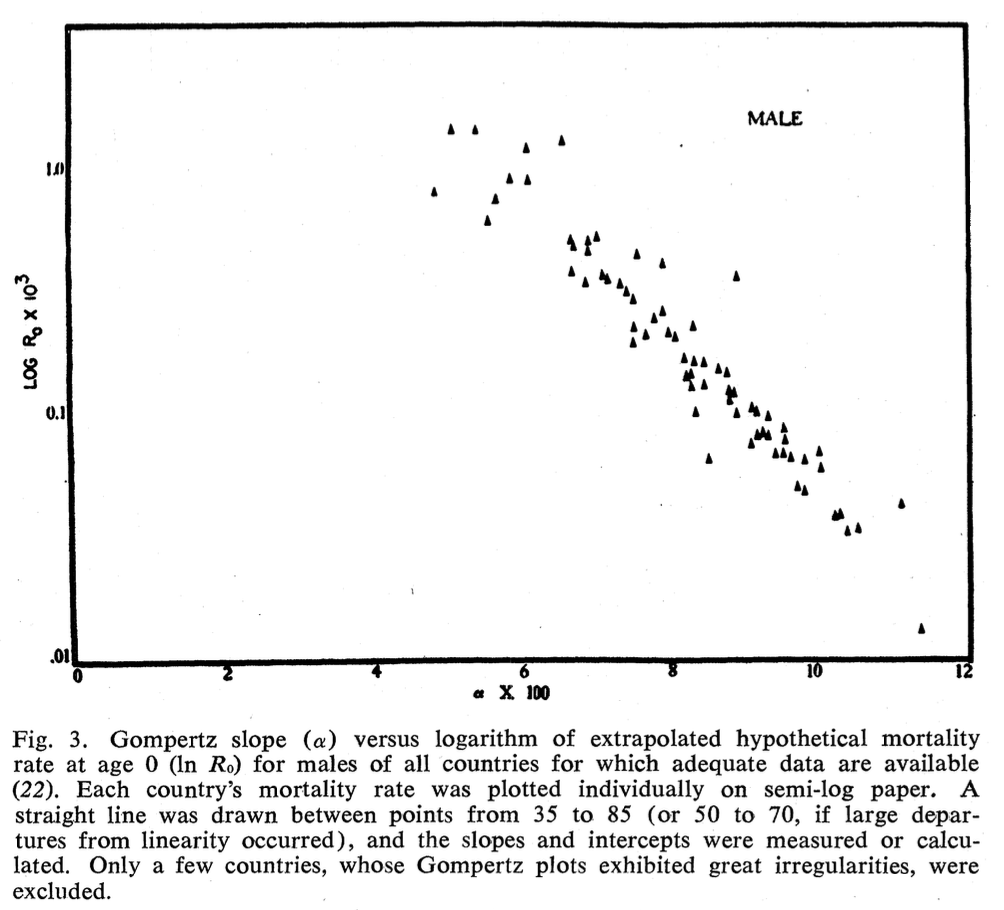 MALE
1.0
0.1
.01
LOG R₀ X 10³
0 2 4 6 8 10 12
α X 100
Fig. 3. Gompertz slope (α) versus logarithm of extrapolated hypothetical mortality
rate at age 0 (ln R₀) for males of all countries for which adequate data are available
(22). Each country's mortality rate was plotted individually on semi-log paper. A
straight line was drawn between points from 35 to 85 (or 50 to 70, if large depar-
tures from linearity occurred), and the slopes and intercepts were measured or calcu-
lated. Only a few countries, whose Gompertz plots exhibited great irregularities, were
excluded.